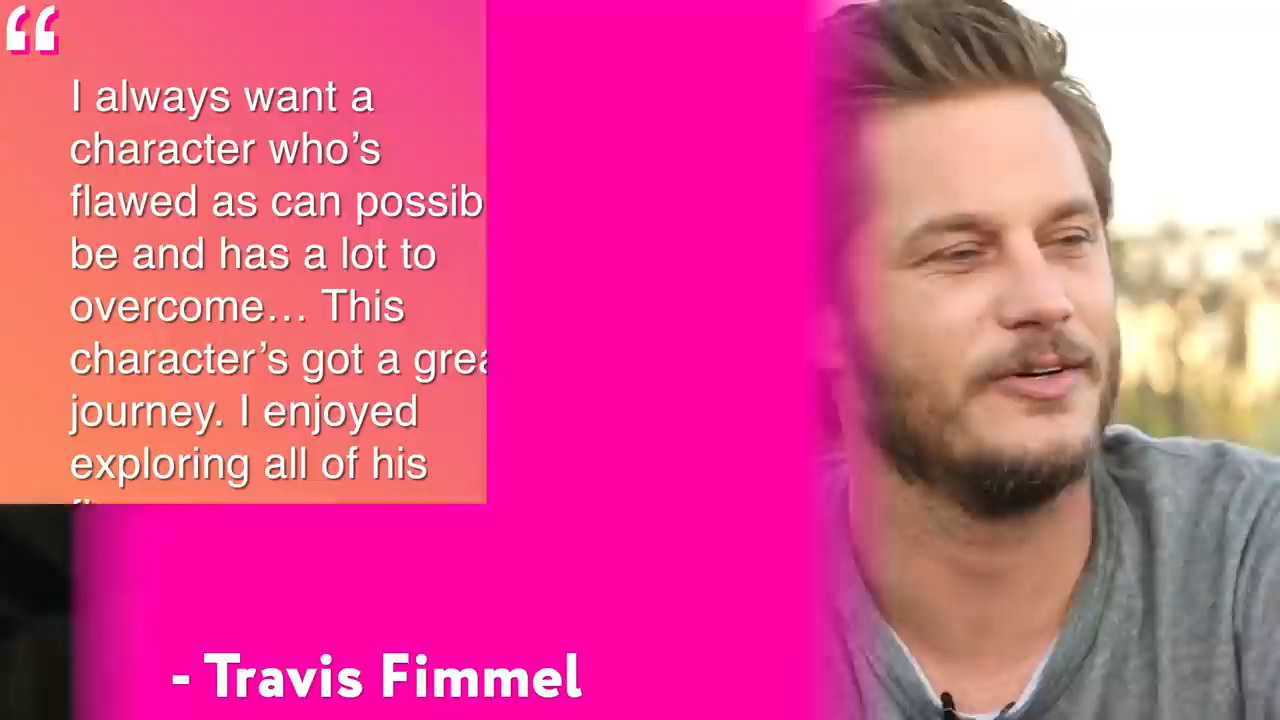 “
I always want a
character who’s
flawed as can possib
be and has a lot to
overcome… This
character’s got a grea
journey. I enjoyed
exploring all of his
- Travis Fimmel